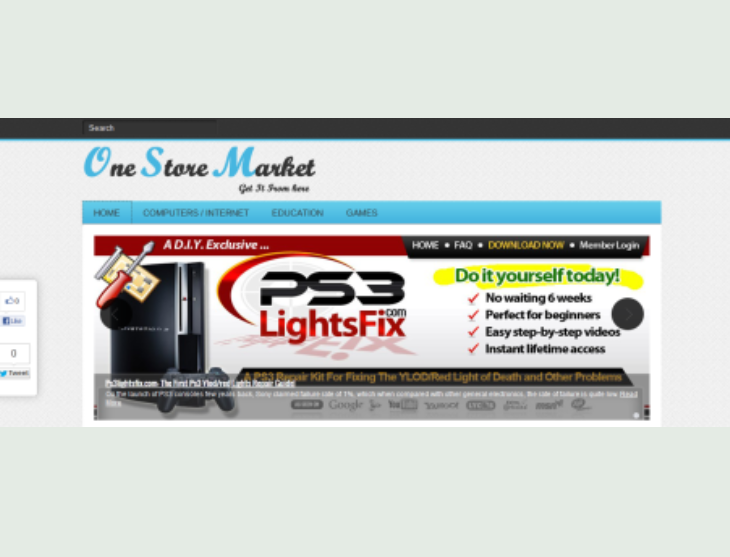 Search
One Store Market
Get It From here
HOME COMPUTERS / INTERNET EDUCATION GAMES
A D.I.Y. Exclusive ...
HOME • FAQ • DOWNLOAD NOW • Member Login
PS3
.com
LightsFix
Do it yourself today!
No waiting 6 weeks
Perfect for beginners
Easy step-by-step videos
Instant lifetime access
0
Like
0
Tweet
A PS3 Repair Kit For Fixing The YLOD/Red Light of Death and Other Problems
Ps3lightsfix.com- The First Ps3 Ylod/red Lights Repair Guide
On the launch of PS3 consoles few years back, Sony claimed failure rate of 1%, which when compared with other general electronics, the rate of failure is quite low. Read
More
Google
YAHOO!